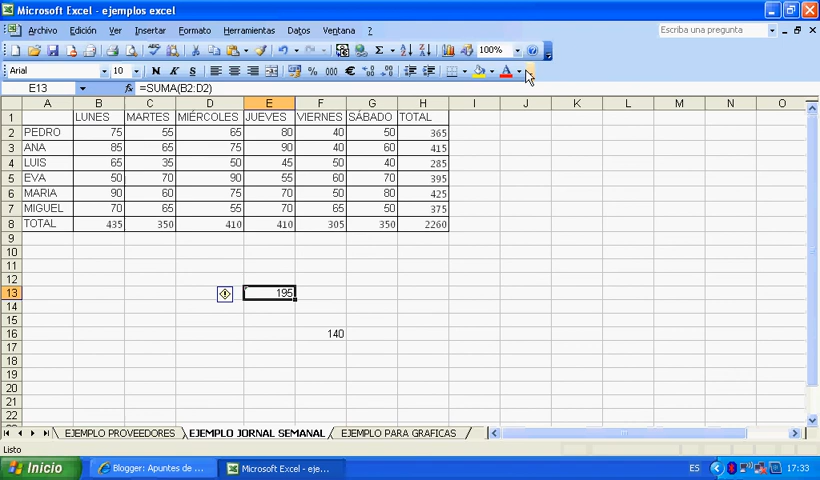 Microsoft Excel - ejemplos excel
Archivo Edición Ver Insertar Formato Herramientas Datos Ventana ?
Escriba una pregunta
Σ 100%
Arial 10 N K S % 000 €
E13 fx =SUMA(B2:D2)
A B C D E F G H I J K L M N O
1 LUNES MARTES MIÉRCOLES JUEVES VIERNES SÁBADO TOTAL
2 PEDRO 75 55 65 80 40 50 365
3 ANA 85 65 75 90 40 60 415
4 LUIS 65 35 50 45 50 40 285
5 EVA 50 70 90 55 60 70 395
6 MARIA 90 60 75 70 50 80 425
7 MIGUEL 70 65 55 70 65 50 375
8 TOTAL 435 350 410 410 305 350 2260
9
10
11
12
13 195
14
15
16 140
17
18
19
20
21
22
EJEMPLO PROVEEDORES EJEMPLO JORNAL SEMANAL EJEMPLO PARA GRAFICAS
Listo
Inicio Blogger: Apuntes de ... Microsoft Excel - eje... ES 17:33